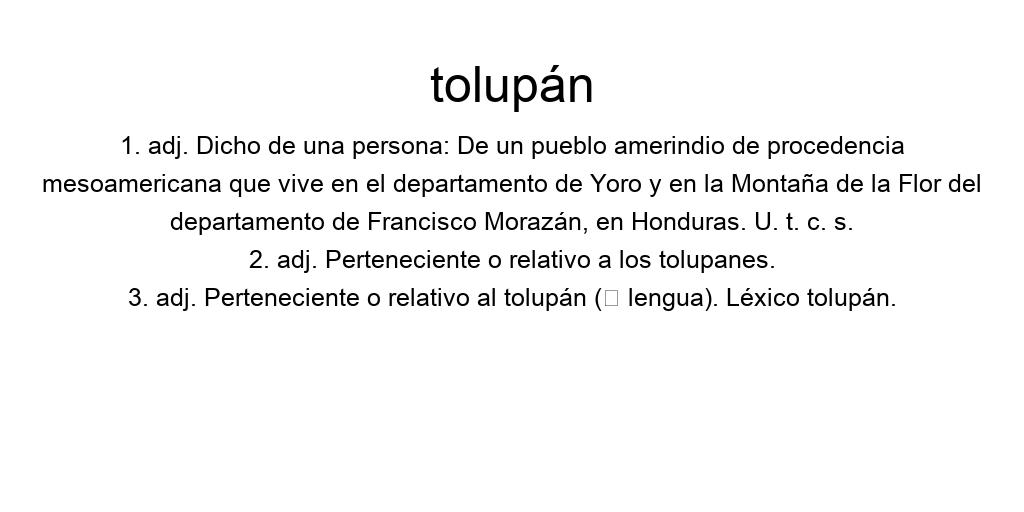 tolupán
1. adj. Dicho de una persona: De un pueblo amerindio de procedencia
mesoamericana que vive en el departamento de Yoro y en la Montaña de la Flor del
departamento de Francisco Morazán, en Honduras. U. t. c. s.
2. adj. Perteneciente o relativo a los tolupanes.
3. adj. Perteneciente o relativo al tolupán (□ lengua). Léxico tolupán.